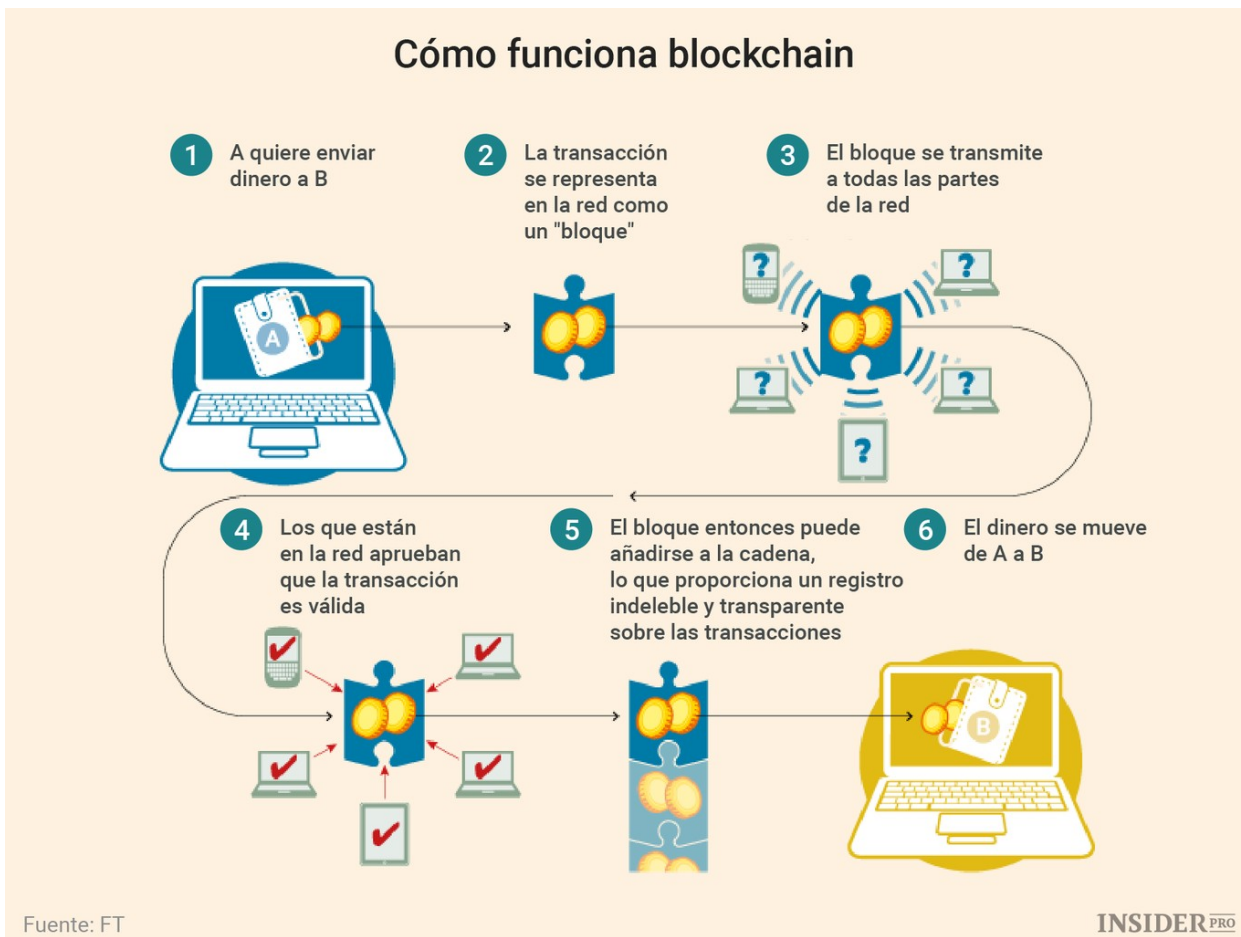 Cómo funciona blockchain
1
A quiere enviar
dinero a B
2
La transacción
se representa
en la red como
un "bloque"
3
El bloque se transmite
a todas las partes
de la red
A
?
?
?
?
?
4
Los que están
en la red aprueban
que la transacción
es válida
5
El bloque entonces puede
añadirse a la cadena,
lo que proporciona un registro
indeleble y transparente
sobre las transacciones
6
El dinero se mueve
de A a B
B
Fuente: FT
INSIDER PRO